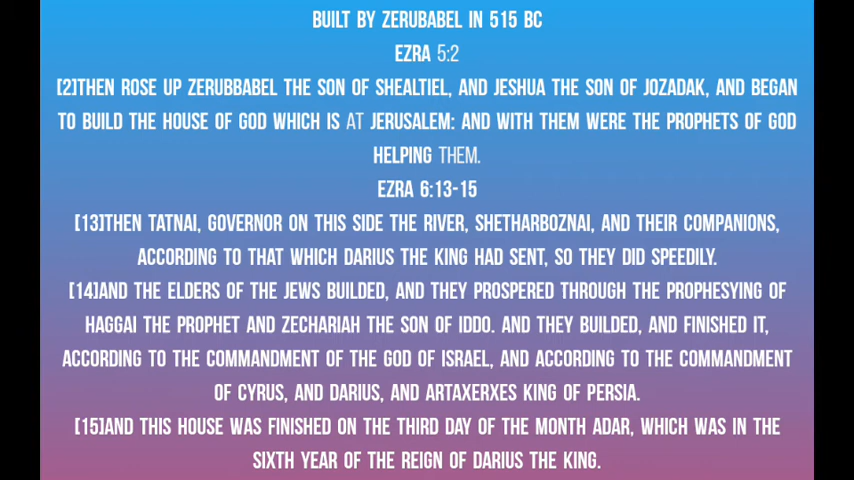 BUILT BY ZERUBABEL IN 515 BC
EZRA 5:2
[2]THEN ROSE UP ZERUBBABEL THE SON OF SHEALTIEL, AND JESHUA THE SON OF JOZADAK, AND BEGAN
TO BUILD THE HOUSE OF GOD WHICH IS AT JERUSALEM: AND WITH THEM WERE THE PROPHETS OF GOD
HELPING THEM.
EZRA 6:13-15
[13]THEN TATNAI, GOVERNOR ON THIS SIDE THE RIVER, SHETHARBOZNAI, AND THEIR COMPANIONS,
ACCORDING TO THAT WHICH DARIUS THE KING HAD SENT, SO THEY DID SPEEDILY.
[14]AND THE ELDERS OF THE JEWS BUILDED, AND THEY PROSPERED THROUGH THE PROPHESYING OF
HAGGAI THE PROPHET AND ZECHARIAH THE SON OF IDDO. AND THEY BUILDED, AND FINISHED IT,
ACCORDING TO THE COMMANDMENT OF THE GOD OF ISRAEL, AND ACCORDING TO THE COMMANDMENT
OF CYRUS, AND DARIUS, AND ARTAXERXES KING OF PERSIA.
[15]AND THIS HOUSE WAS FINISHED ON THE THIRD DAY OF THE MONTH ADAR, WHICH WAS IN THE
SIXTH YEAR OF THE REIGN OF DARIUS THE KING.